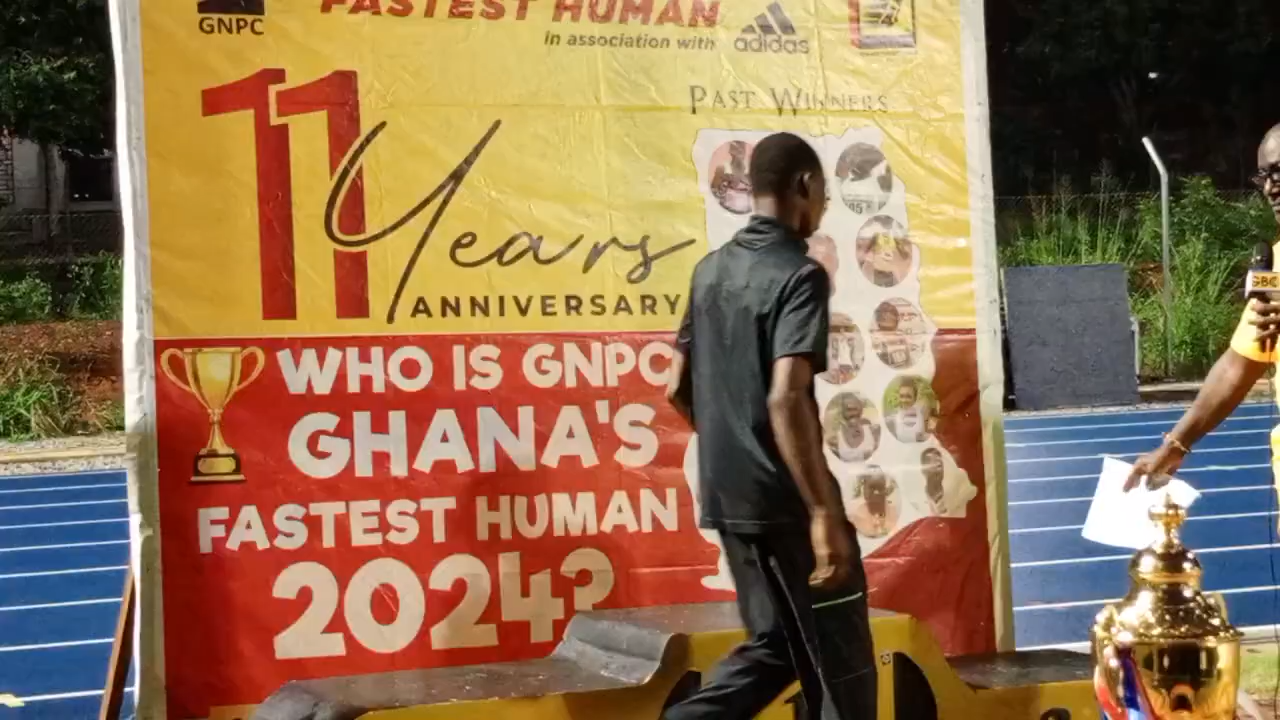 GNPC
FASTEST HUMAN
in association with
adidas
11
Years
ANNIVERSARY
PAST WINNERS
WHO IS GNPC
GHANA'S
FASTEST HUMAN
2024?
GBC